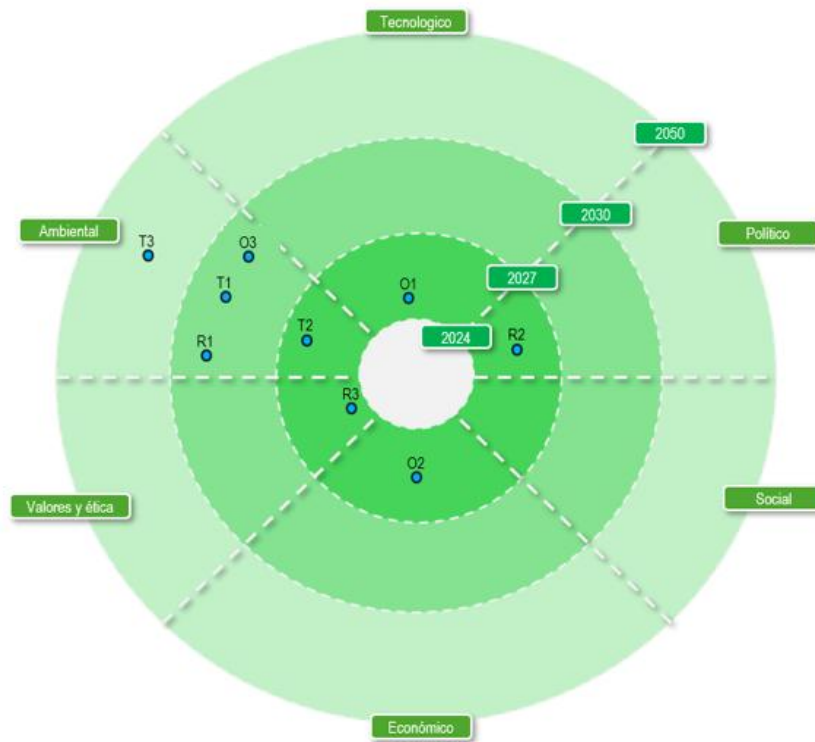 Tecnologico
2050
2030
Ambiental
Político
T3
O3
2027
T1
O1
2024
T2
R2
R1
R3
O2
Valores y ética
Social
Económico